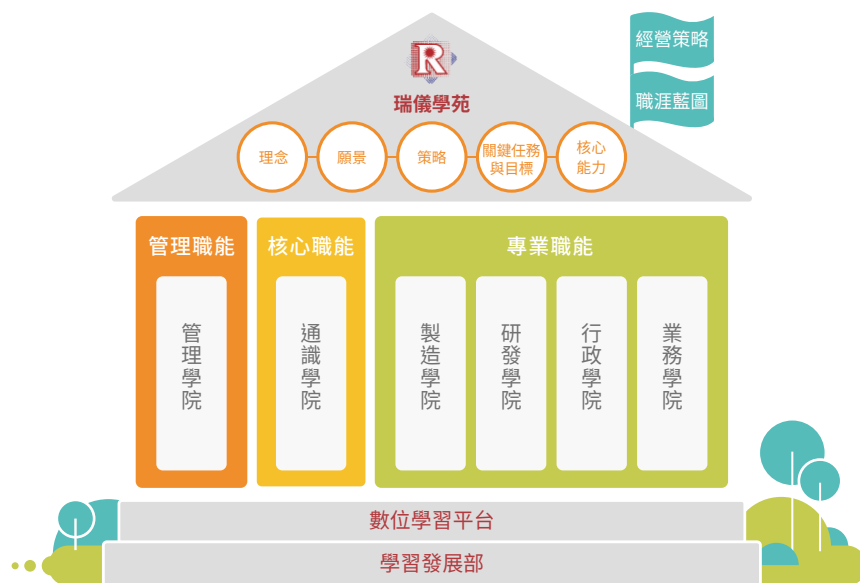 經營策略
職涯藍圖
R
瑞儀學苑
理念
願景
策略
關鍵任務
與目標
核心
能力
管理職能
核心職能
專業職能
管理學院
通識學院
製造學院
研發學院
行政學院
業務學院
數位學習平台
學習發展部